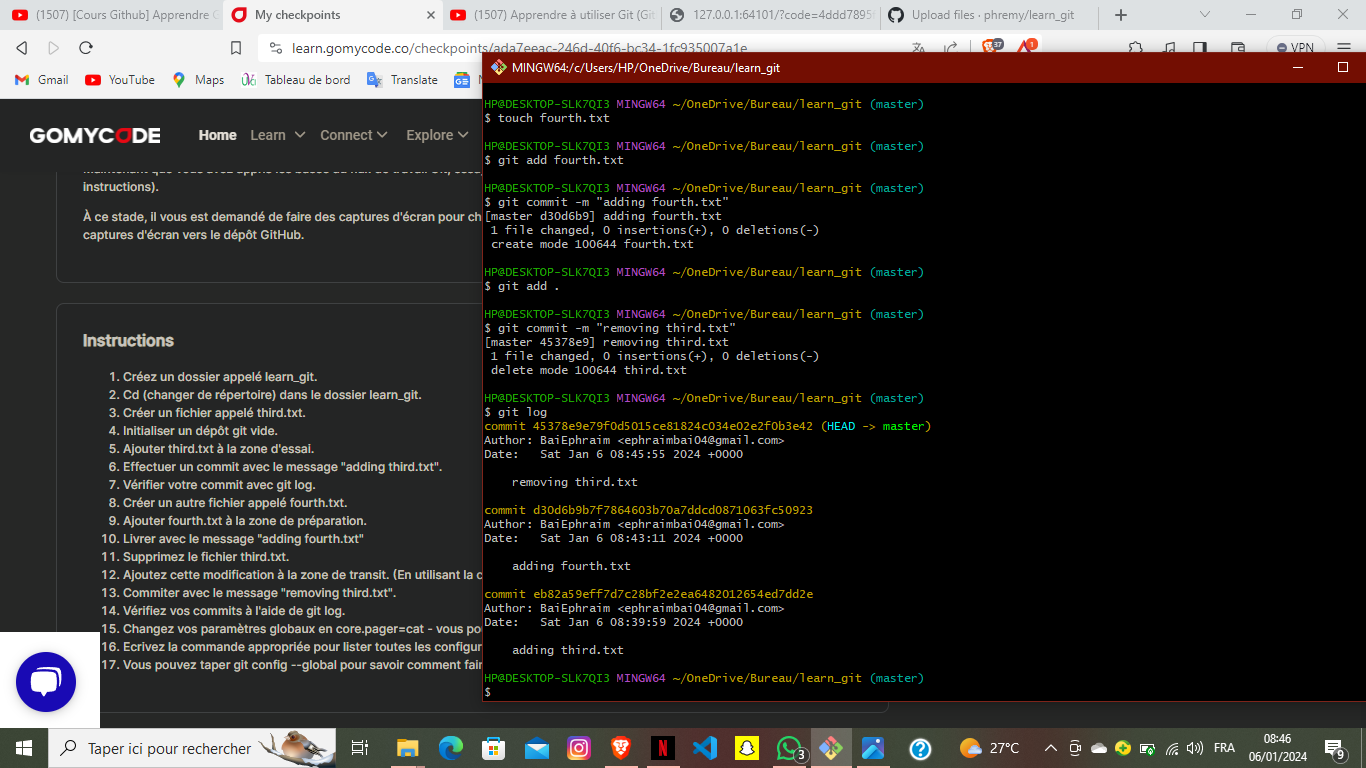 (1507) [Cours Github] Apprendre G
My checkpoints
(1507) Apprendre à utiliser Git (Git
127.0.0.1:64101/?code=4ddd7895
Upload files · phremy/learn_git
learn.gomycode.co/checkpoints/ada7eeac-246d-40f6-bc34-1fc935007a1e
37
1
VPN
Gmail
YouTube
Maps
Tableau de bord
Translate
MINGW64:/c/Users/HP/OneDrive/Bureau/learn_git
GOMYCODE
Home
Learn
Connect
Explore
instructions).
À ce stade, il vous est demandé de faire des captures d'écran pour ch
captures d'écran vers le dépôt GitHub.
Instructions
1. Créez un dossier appelé learn_git.
2. Cd (changer de répertoire) dans le dossier learn_git.
3. Créer un fichier appelé third.txt.
4. Initialiser un dépôt git vide.
5. Ajouter third.txt à la zone d'essai.
6. Effectuer un commit avec le message "adding third.txt".
7. Vérifier votre commit avec git log.
8. Créer un autre fichier appelé fourth.txt.
9. Ajouter fourth.txt à la zone de préparation.
10. Livrer avec le message "adding fourth.txt"
11. Supprimez le fichier third.txt.
12. Ajoutez cette modification à la zone de transit. (En utilisant la c
13. Commiter avec le message "removing third.txt".
14. Vérifiez vos commits à l'aide de git log.
15. Changez vos paramètres globaux en core.pager=cat - vous po
16. Ecrivez la commande appropriée pour lister toutes les configur
17. Vous pouvez taper git config --global pour savoir comment fair
HP@DESKTOP-SLK7QI3 MINGW64 ~/OneDrive/Bureau/learn_git (master)
$ touch fourth.txt
HP@DESKTOP-SLK7QI3 MINGW64 ~/OneDrive/Bureau/learn_git (master)
$ git add fourth.txt
HP@DESKTOP-SLK7QI3 MINGW64 ~/OneDrive/Bureau/learn_git (master)
$ git commit -m "adding fourth.txt"
[master d30d6b9] adding fourth.txt
1 file changed, 0 insertions(+), 0 deletions(-)
create mode 100644 fourth.txt
HP@DESKTOP-SLK7QI3 MINGW64 ~/OneDrive/Bureau/learn_git (master)
$ git add .
HP@DESKTOP-SLK7QI3 MINGW64 ~/OneDrive/Bureau/learn_git (master)
$ git commit -m "removing third.txt"
[master 45378e9] removing third.txt
1 file changed, 0 insertions(+), 0 deletions(-)
delete mode 100644 third.txt
HP@DESKTOP-SLK7QI3 MINGW64 ~/OneDrive/Bureau/learn_git (master)
$ git log
commit 45378e9e79f0d5015ce81824c034e02e2f0b3e42 (HEAD -> master)
Author: BaiEphraim <ephraimbai04@gmail.com>
Date: Sat Jan 6 08:45:55 2024 +0000
removing third.txt
commit d30d6b9b7f7864603b70a7ddcd0871063fc50923
Author: BaiEphraim <ephraimbai04@gmail.com>
Date: Sat Jan 6 08:43:11 2024 +0000
adding fourth.txt
commit eb82a59eff7d7c28bf2e2ea6482012654ed7dd2e
Author: BaiEphraim <ephraimbai04@gmail.com>
Date: Sat Jan 6 08:39:59 2024 +0000
adding third.txt
HP@DESKTOP-SLK7QI3 MINGW64 ~/OneDrive/Bureau/learn_git (master)
$
Taper ici pour rechercher
3
27°C
FRA
08:46
06/01/2024
9